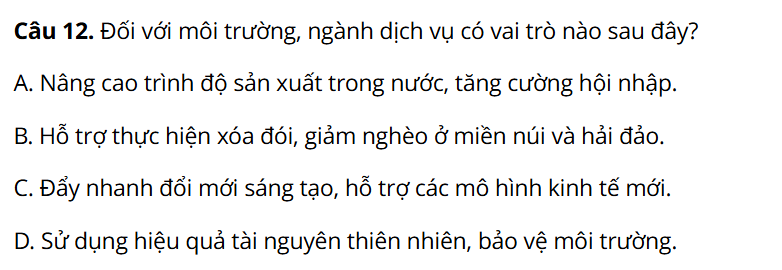 Câu 12. Đối với môi trường, ngành dịch vụ có vai trò nào sau đây?
A. Nâng cao trình độ sản xuất trong nước, tăng cường hội nhập.
B. Hỗ trợ thực hiện xóa đói, giảm nghèo ở miền núi và hải đảo.
C. Đẩy nhanh đổi mới sáng tạo, hỗ trợ các mô hình kinh tế mới.
D. Sử dụng hiệu quả tài nguyên thiên nhiên, bảo vệ môi trường.